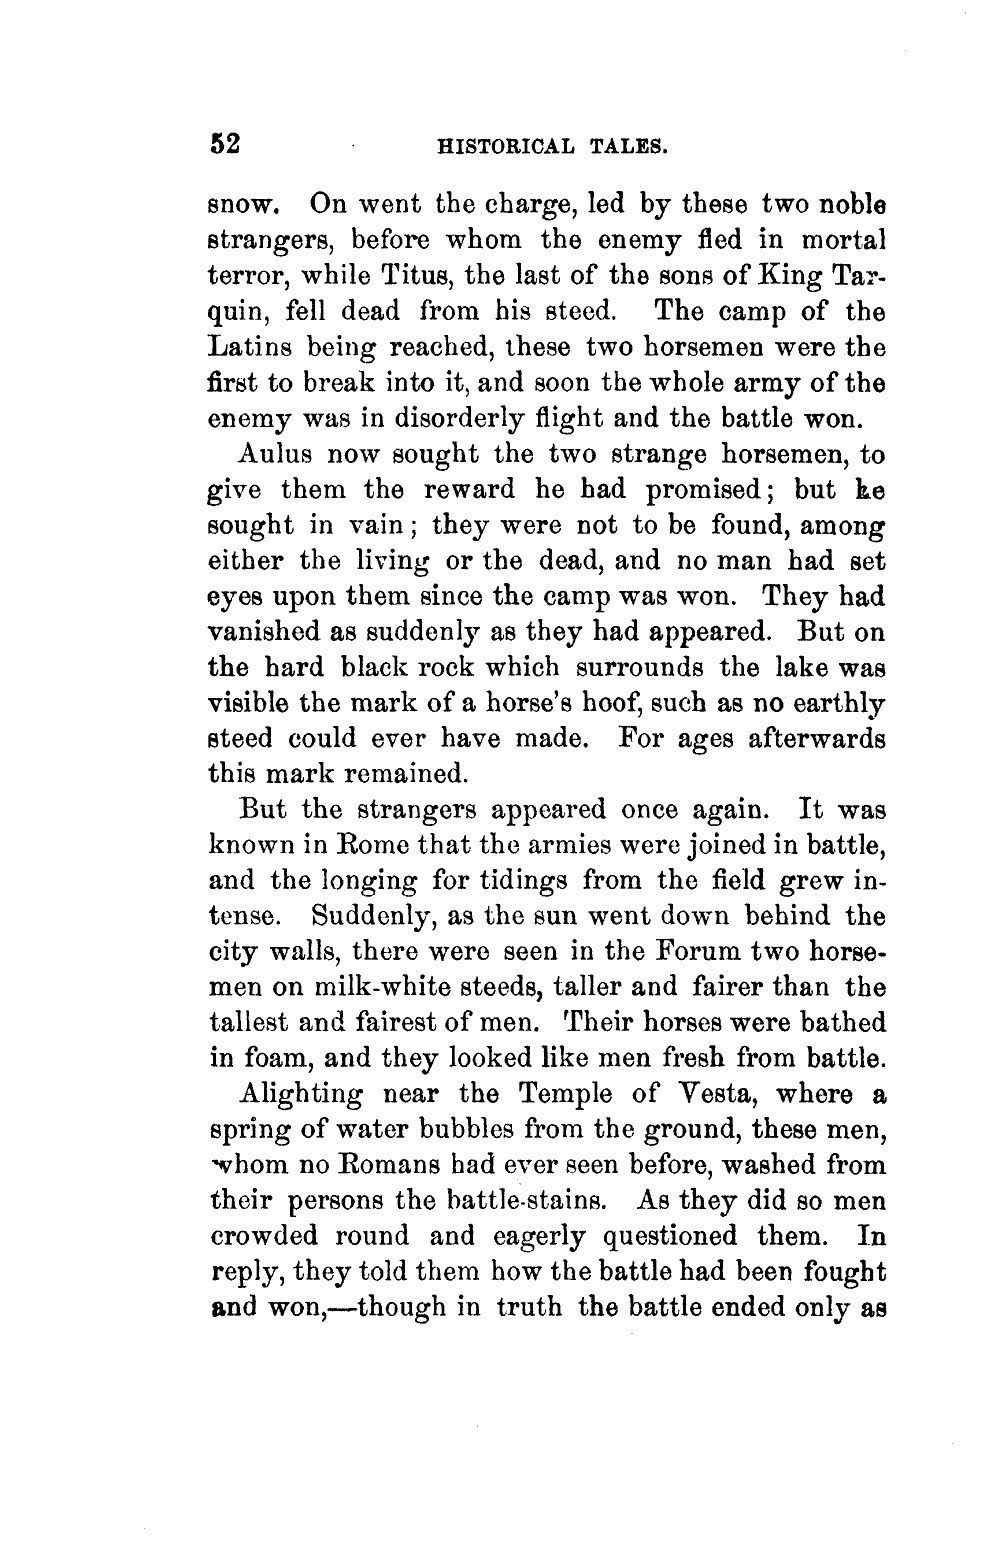 52 HISTORICAL TALES.
snow. On went the charge, led by these two noble
strangers, before whom the enemy fled in mortal
terror, while Titus, the last of the sons of King Tar-
quin, fell dead from his steed. The camp of the
Latins being reached, these two horsemen were the
first to break into it, and soon the whole army of the
enemy was in disorderly flight and the battle won.
Aulus now sought the two strange horsemen, to
give them the reward he had promised; but he
sought in vain; they were not to be found, among
either the living or the dead, and no man had set
eyes upon them since the camp was won. They had
vanished as suddenly as they had appeared. But on
the hard black rock which surrounds the lake was
visible the mark of a horse's hoof, such as no earthly
steed could ever have made. For ages afterwards
this mark remained.
But the strangers appeared once again. It was
known in Rome that the armies were joined in battle,
and the longing for tidings from the field grew in-
tense. Suddenly, as the sun went down behind the
city walls, there were seen in the Forum two horse-
men on milk-white steeds, taller and fairer than the
tallest and fairest of men. Their horses were bathed
in foam, and they looked like men fresh from battle.
Alighting near the Temple of Vesta, where a
spring of water bubbles from the ground, these men,
whom no Romans had ever seen before, washed from
their persons the battle-stains. As they did so men
crowded round and eagerly questioned them. In
reply, they told them how the battle had been fought
and won,—though in truth the battle ended only as